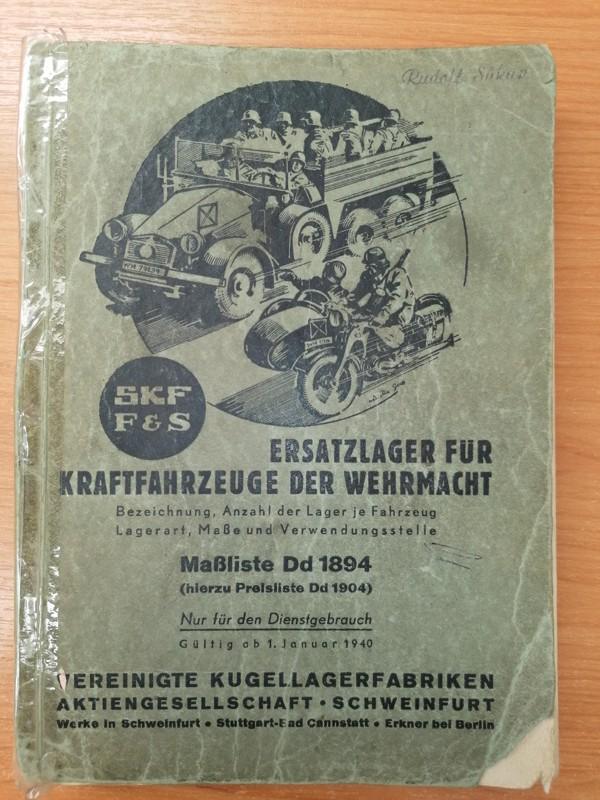 Rudolf
SKF
F & S
ERSATZLAGER FÜR
KRAFTFAHRZEUGE DER WEHRMACHT
Bezeichnung, Anzahl der Lager je Fahrzeug
Lagerart, Maße und Verwendungsstelle
Maßliste Dd 1894
(hierzu Preisliste Dd 1904)
Nur für den Dienstgebrauch
Gültig ab 1. Januar 1940
VEREINIGTE KUGELLAGERFABRIKEN
AKTIENGESELLSCHAFT • SCHWEINFURT
Werke in Schweinfurt • Stuttgart-Bad Cannstatt • Erkner bei Berlin